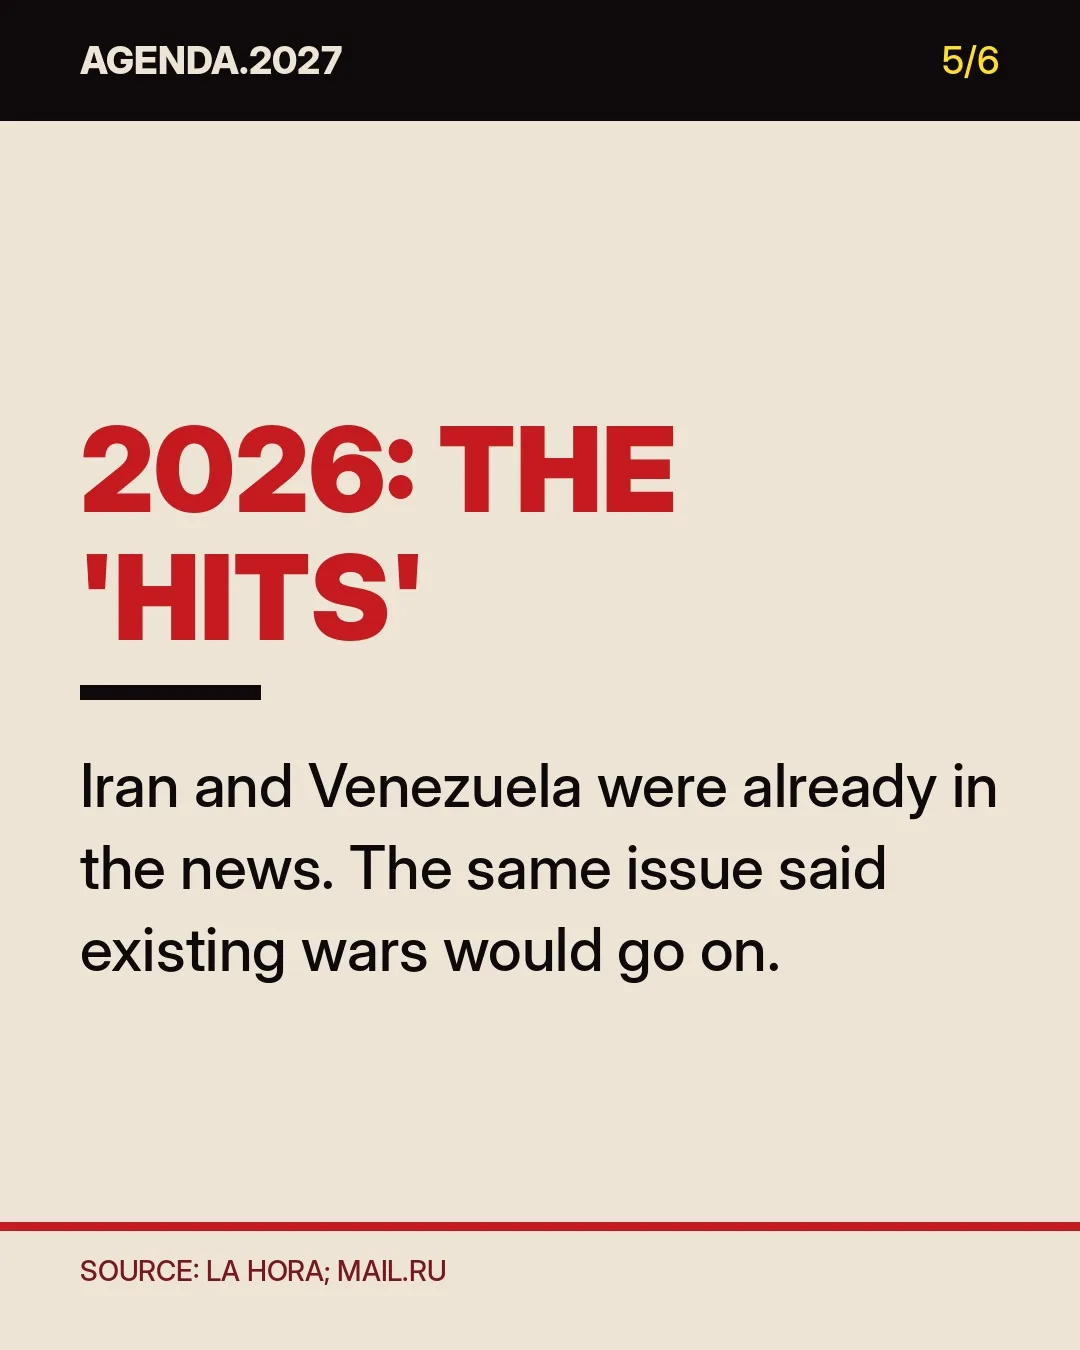 AGENDA.2027
5/6
2026: THE
'HITS'
Iran and Venezuela were already in
the news. The same issue said
existing wars would go on.
SOURCE: LA HORA; MAIL.RU